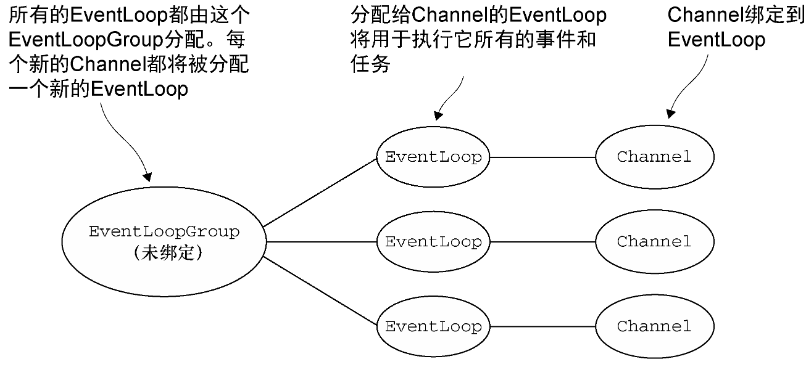 所有的EventLoop都由这个
EventLoopGroup分配。每
个新的Channel都将被分配
一个新的EventLoop
分配给Channel的EventLoop
将用于执行它所有的事件和
任务
Channel绑定到
EventLoop
EventLoop
Channel
EventLoopGroup
(未绑定)
EventLoop
Channel
EventLoop
Channel